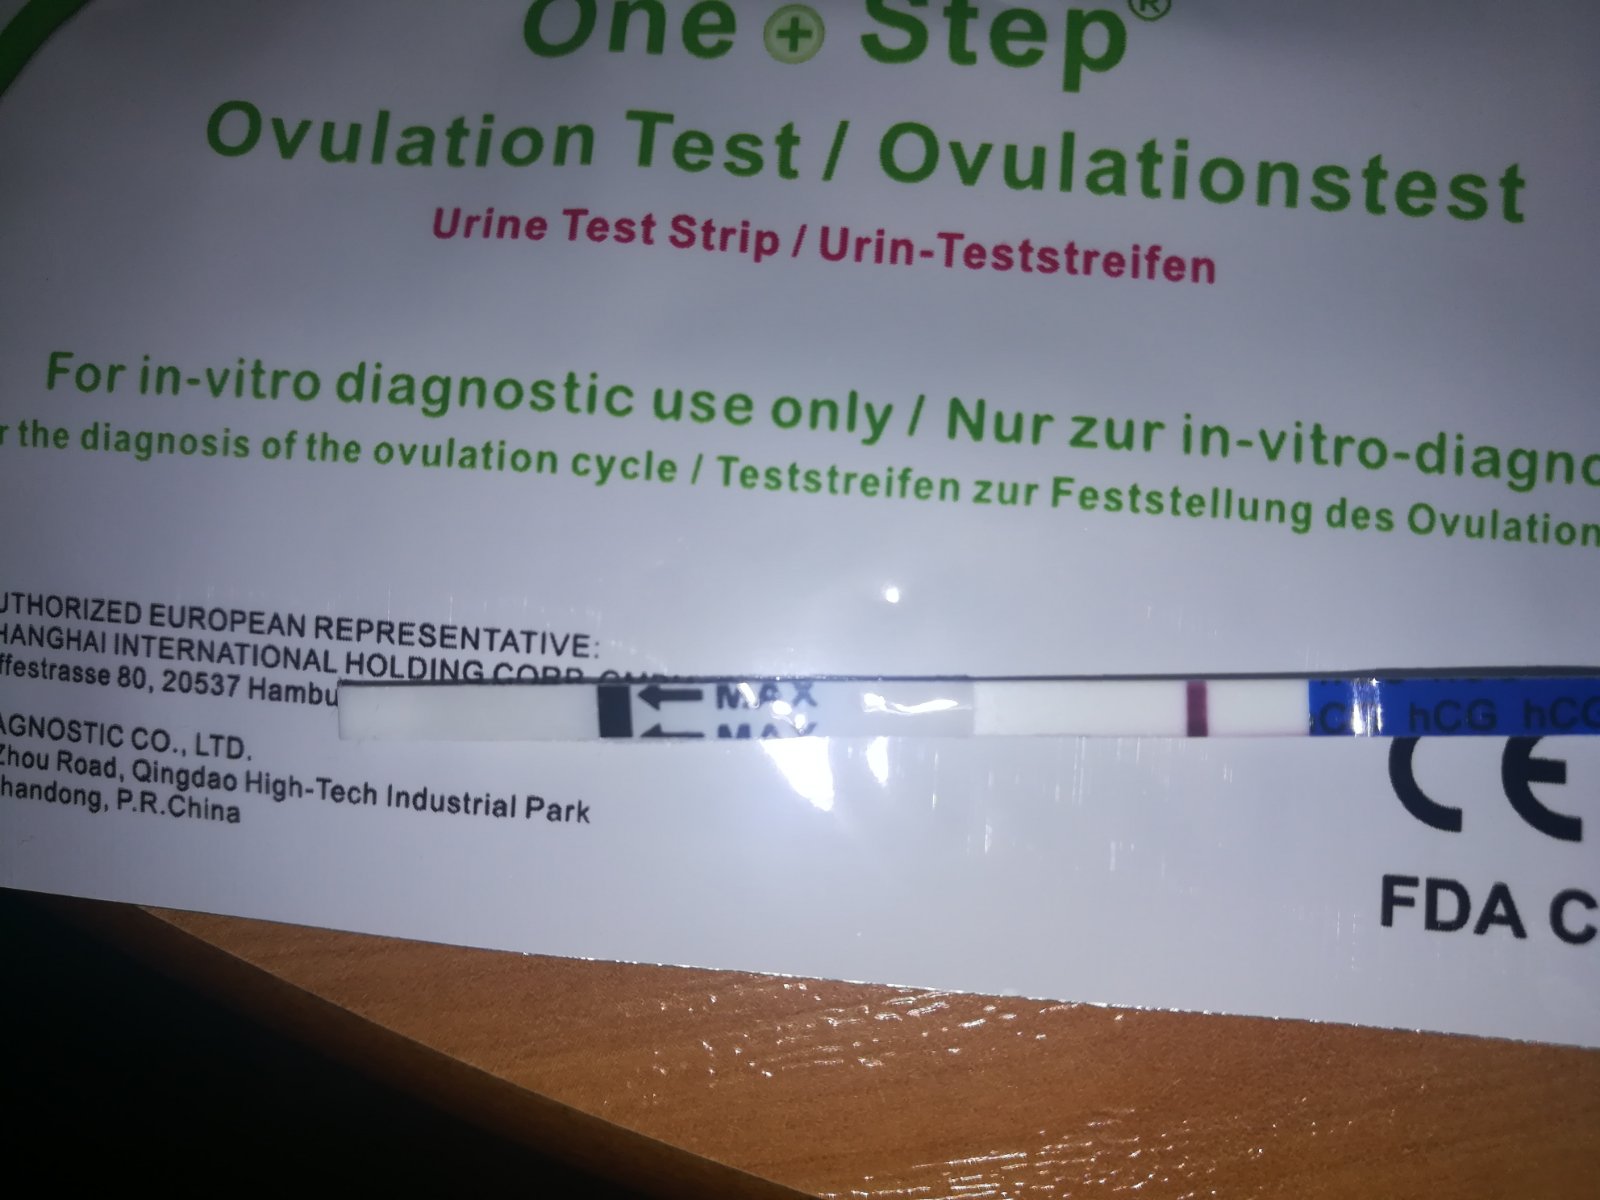 One + Step®
Ovulation Test / Ovulationstest
Urine Test Strip / Urin-Teststreifen
For in-vitro diagnostic use only / Nur zur in-vitro-diagno
r the diagnosis of the ovulation cycle / Teststreifen zur Feststellung des Ovulation
UTHORIZED EUROPEAN REPRESENTATIVE:
HANGHAI INTERNATIONAL HOLDING CORP.
ffestrasse 80, 20537 Hambu
MAX
MAX
hCG hCG
AGNOSTIC CO., LTD.
Zhou Road, Qingdao High-Tech Industrial Park
handong, P.R.China
CE
FDA C